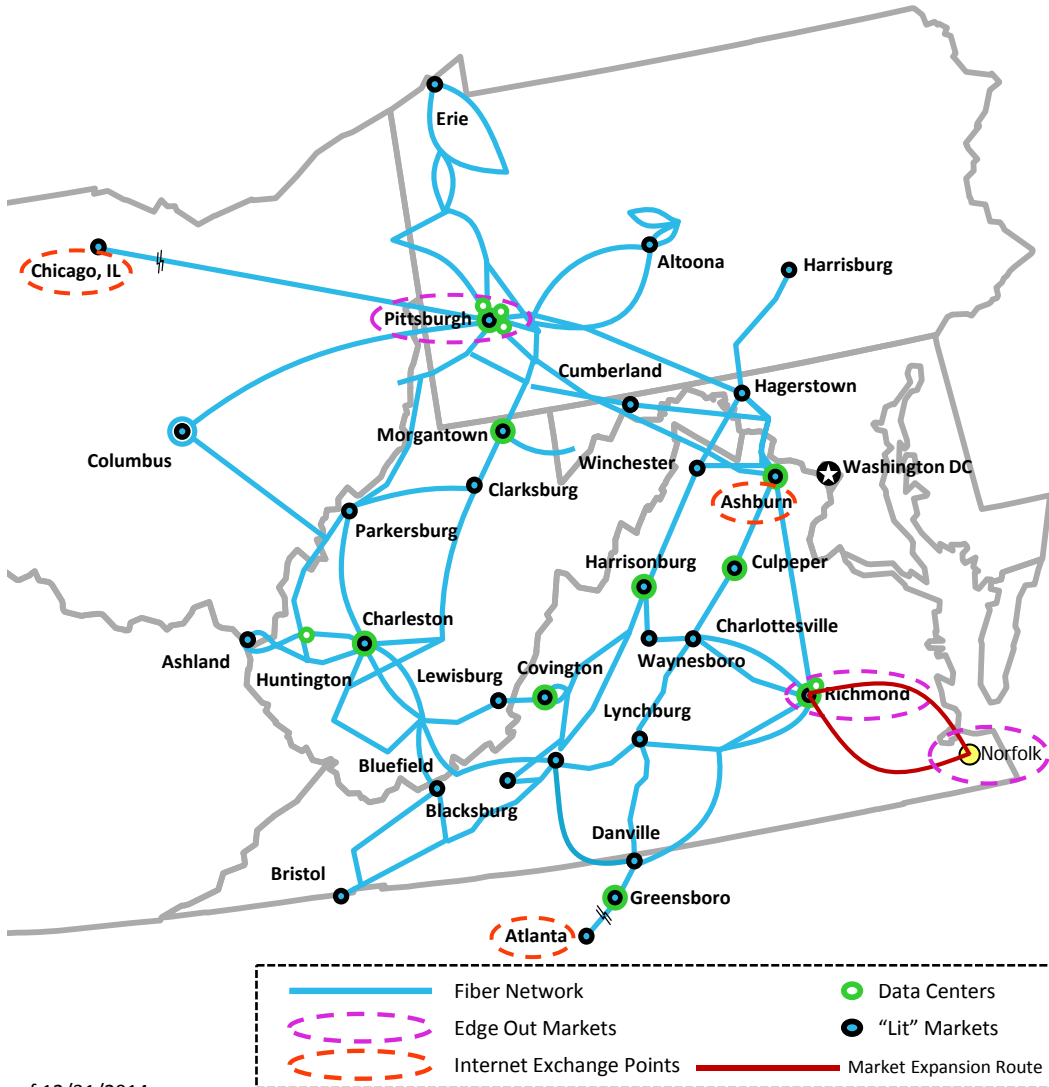 Erie
Altoona
Harrisburg
Chicago, IL
Pittsburgh
Cumberland
Hagerstown
Morgantown
Columbus
Winchester
Washington DC
Clarksburg
Ashburn
Parkersburg
Harrisonburg
Culpeper
Charleston
Charlottesville
Ashland
Waynesboro
Covington
Huntington
Lewisburg
Richmond
Lynchburg
Norfolk
Bluefield
Blacksburg
Danville
Bristol
Greensboro
Atlanta
Fiber Network
Data Centers
Edge Out Markets
“Lit” Markets
Internet Exchange Points
Market Expansion Route